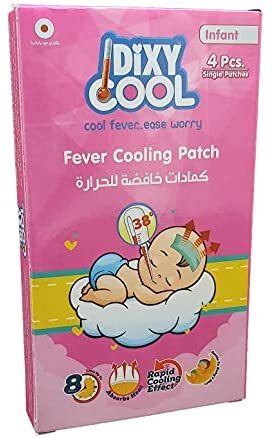 DiXY
COOL
Infant
4 Pcs.
Single Patches
cool fever...ease worry
Fever Cooling Patch
كمادات خافضة للحرارة
38°
8
Absorbs Heat
Rapid
Cooling
Effect